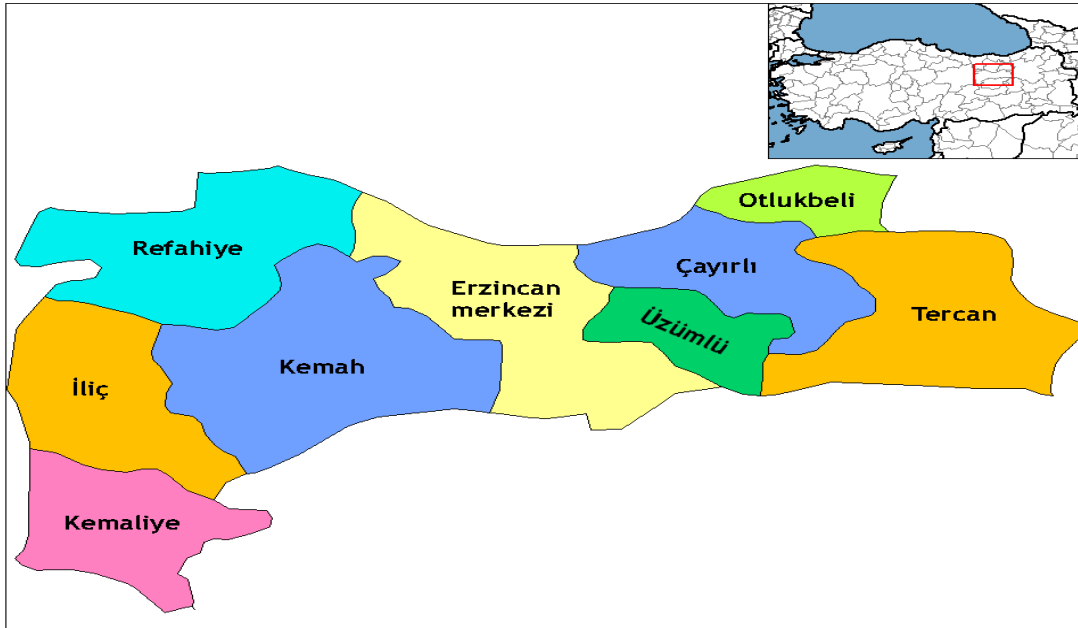 Otlukbeli
Refahiye
Çayırlı
Erzincan
merkezi
Üzümlü
Tercan
Kemah
İliç
Kemaliye